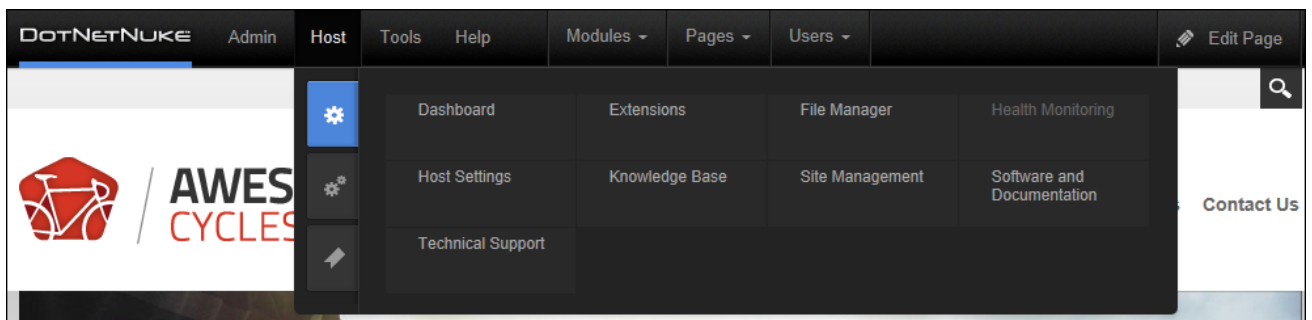 DotNetNuke Admin Host Tools Help Modules Pages Users Edit Page
Dashboard Extensions File Manager Health Monitoring
Host Settings Knowledge Base Site Management Software and
Documentation
Technical Support
AWES
CYCLES
Contact Us